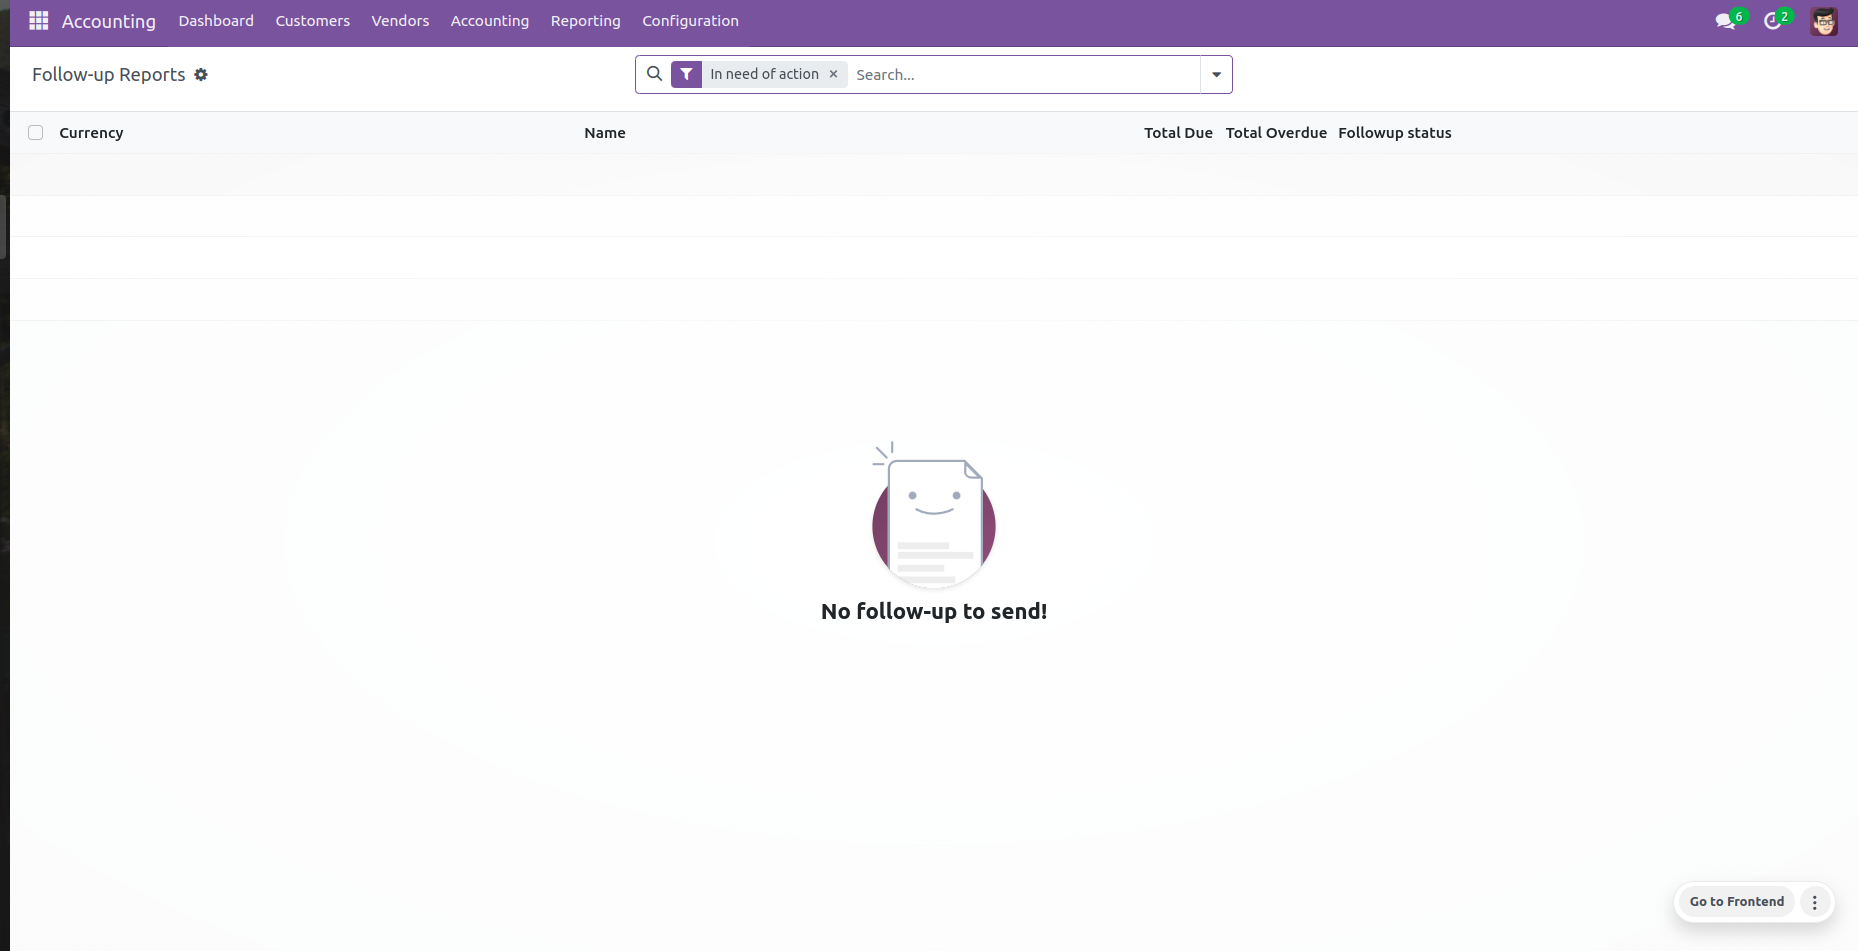 Accounting Dashboard Customers Vendors Accounting Reporting Configuration 6 2
Follow-up Reports In need of action × Search...
Currency Name Total Due Total Overdue Followup status
No follow-up to send!
Go to Frontend